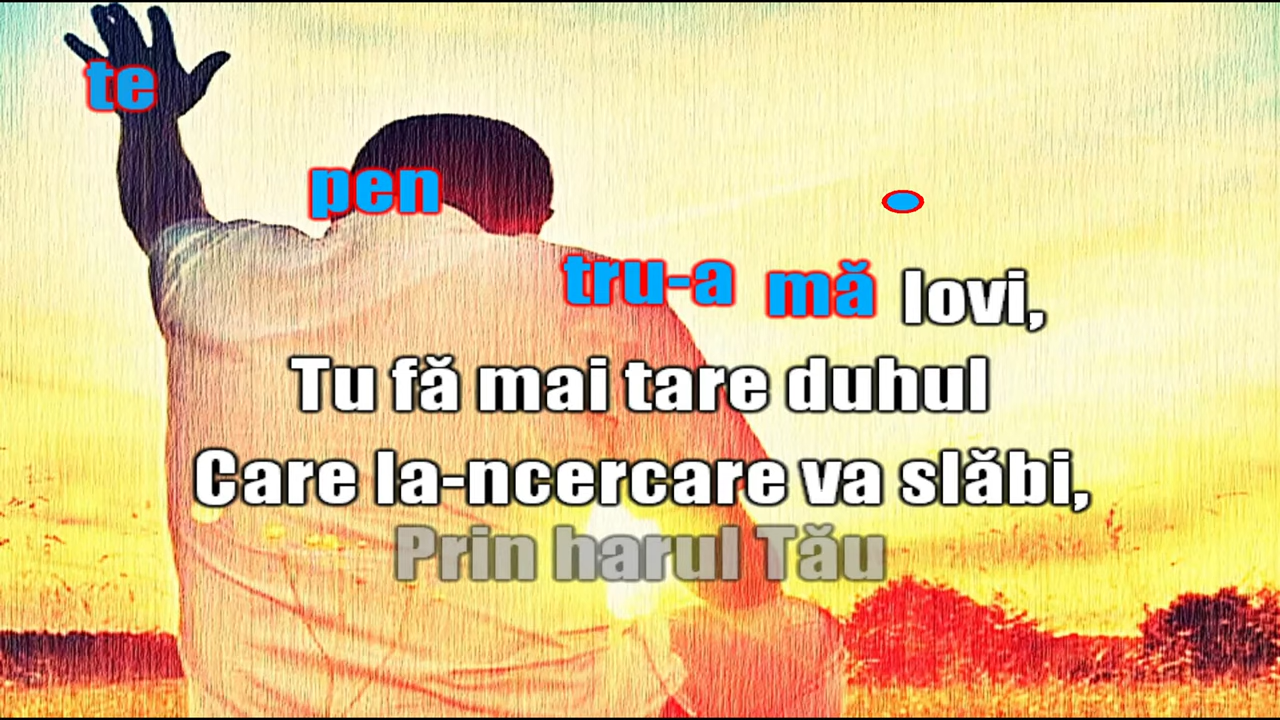 te
pen
tru-a mă lovi,
Tu fă mai tare duhul
Care la-ncercare va slăbi,
Prin harul Tău